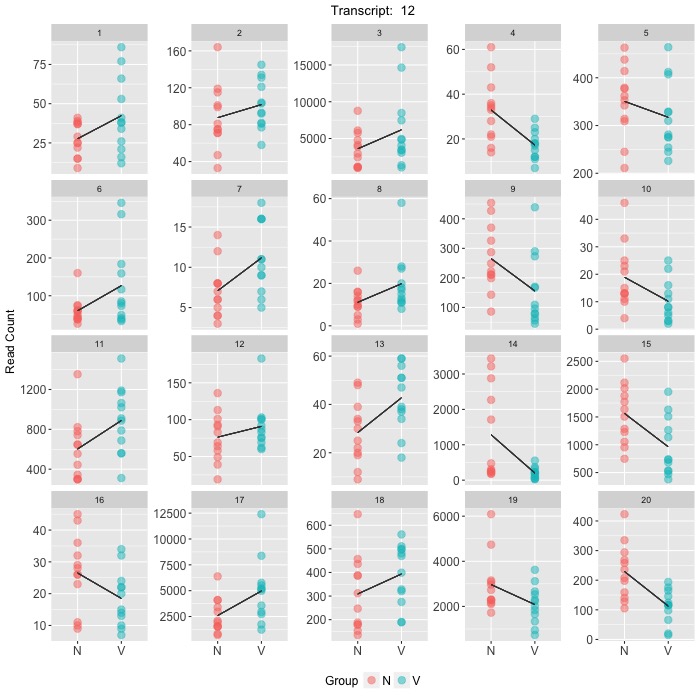 Transcript: 12
Read Count
1 2 3 4 5
75 160 15000 60 400
50 120 10000 40 300
25 80 5000 20 200
40
6 7 8 9 10
300 15 60 400 40
200 10 40 300 30
100 5 20 200 20
0 100 10
0
11 12 13 14 15
1200 150 60 3000 2500
800 100 40 2000 2000
400 50 20 1000 1500
0 1000
500
16 17 18 19 20
40 12500 600 6000 400
30 10000 500 4000 300
20 7500 400 2000 200
10 5000 300 100
2500 200 0
N V N V N V N V N V
Group N V